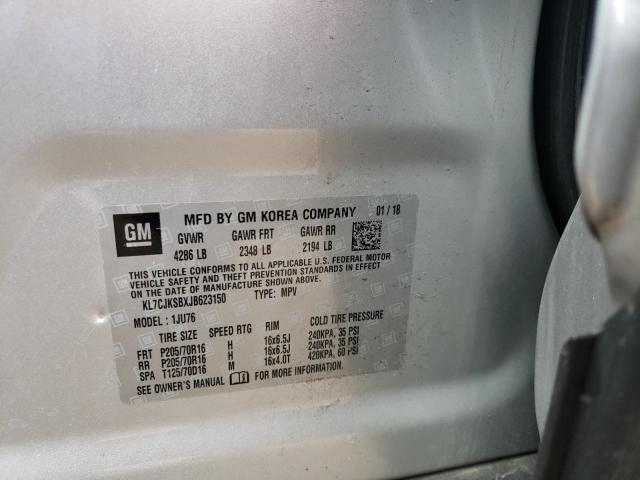 GM
MFD BY GM KOREA COMPANY 01 / 18
GVWR GAWR FRT GAWR RR
4286 LB 2348 LB 2194 LB
THIS VEHICLE CONFORMS TO ALL APPLICABLE U.S. FEDERAL MOTOR
VEHICLE SAFETY AND THEFT PREVENTION STANDARDS IN EFFECT ON
THE DATE OF MANUFACTURE SHOWN ABOVE.
KL7CJKSBXJB623150 TYPE: MPV
MODEL: 1JU76
TIRE SIZE SPEED RTG RIM COLD TIRE PRESSURE
FRT P205/70R16 H 16x6.5J 240KPA, 35 PSI
RR P205/70R16 H 16x6.5J 240KPA, 35 PSI
SPA T125/70D16 M 16x4.0T 420KPA, 60 PSI
SEE OWNER'S MANUAL FOR MORE INFORMATION.